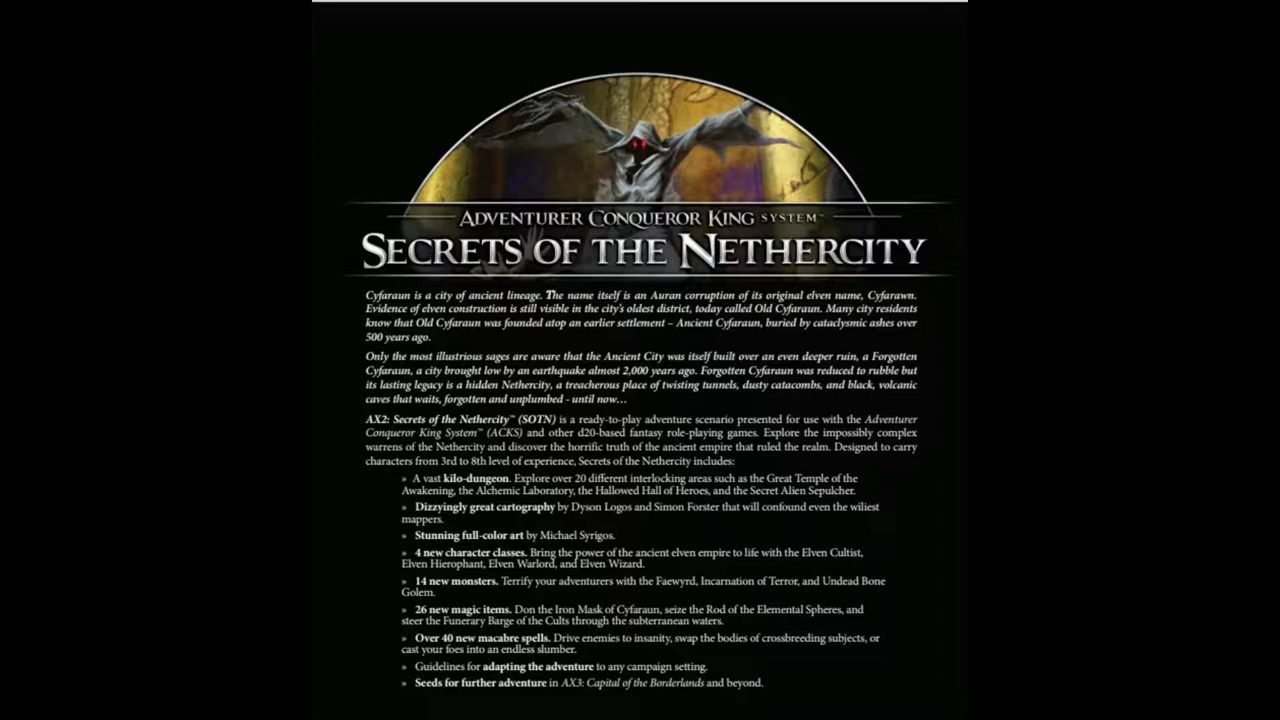 ADVENTURER CONQUEROR KING SYSTEM™
SECRETS OF THE NETHERCITY
Cyfaraun is a city of ancient lineage. The name itself is an Auran corruption of its original elven name, Cyfarawn.
Evidence of elven construction is still visible in the city's oldest district, today called Old Cyfaraun. Many city residents
know that Old Cyfaraun was founded atop an earlier settlement – Ancient Cyfaraun, buried by cataclysmic ashes over
500 years ago.
Only the most illustrious sages are aware that the Ancient City was itself built over an even deeper ruin, a Forgotten
Cyfaraun, a city brought low by an earthquake almost 2,000 years ago. Forgotten Cyfaraun was reduced to rubble but
its lasting legacy is a hidden Nethercity, a treacherous place of twisting tunnels, dusty catacombs, and black, volcanic
caves that waits, forgotten and unplumbed - until now…
AX2: Secrets of the Nethercity™ (SOTN) is a ready-to-play adventure scenario presented for use with the Adventurer
Conqueror King System™ (ACKS) and other d20-based fantasy role-playing games. Explore the impossibly complex
warrens of the Nethercity and discover the horrific truth of the ancient empire that ruled the realm. Designed to carry
characters from 3rd to 8th level of experience, Secrets of the Nethercity includes:
» A vast kilo-dungeon. Explore over 20 different interlocking areas such as the Great Temple of the
Awakening, the Alchemic Laboratory, the Hallowed Hall of Heroes, and the Secret Alien Sepulcher.
» Dizzyingly great cartography by Dyson Logos and Simon Forster that will confound even the wiliest
mappers.
» Stunning full-color art by Michael Syrigos.
» 4 new character classes. Bring the power of the ancient elven empire to life with the Elven Cultist,
Elven Hierophant, Elven Warlord, and Elven Wizard.
» 14 new monsters. Terrify your adventurers with the Faewyrd, Incarnation of Terror, and Undead Bone
Golem.
» 26 new magic items. Don the Iron Mask of Cyfaraun, seize the Rod of the Elemental Spheres, and
steer the Funerary Barge of the Cults through the subterranean waters.
» Over 40 new macabre spells. Drive enemies to insanity, swap the bodies of crossbreeding subjects, or
cast your foes into an endless slumber.
» Guidelines for adapting the adventure to any campaign setting.
» Seeds for further adventure in AX3: Capital of the Borderlands and beyond.